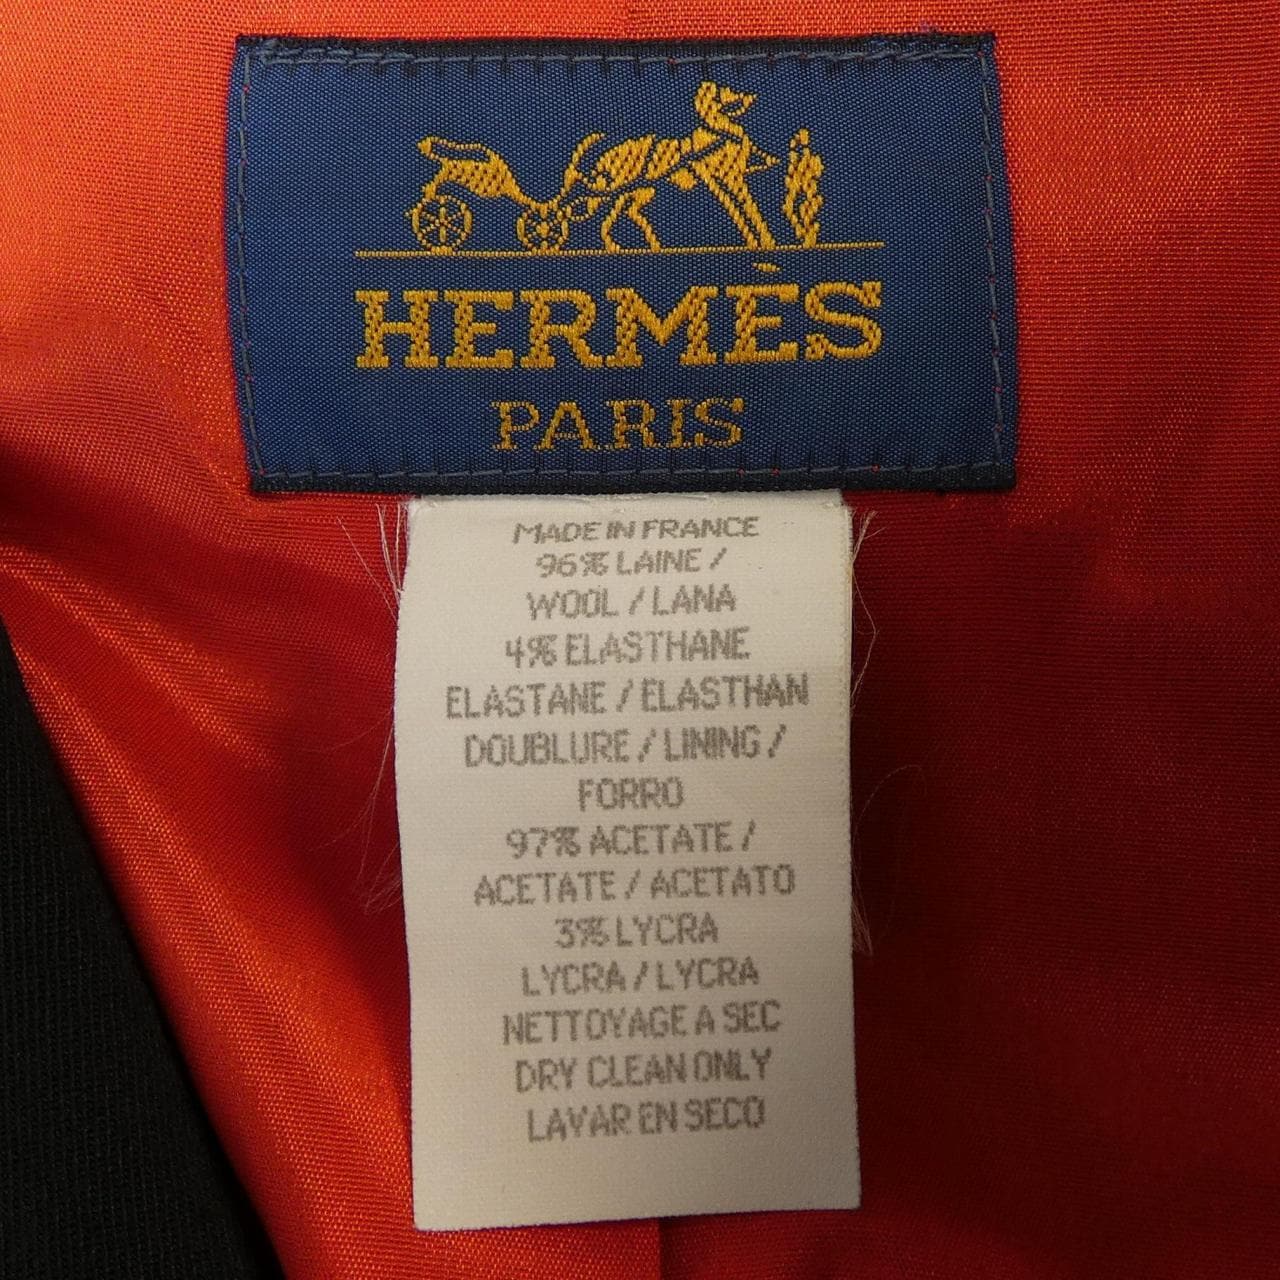 HERMÈS
PARIS
MADE IN FRANCE
96% LAINE /
WOOL / LANA
4% ELASTHANE
ELASTANE / ELASTHAN
DOUBLURE / LINING /
FORRO
97% ACETATE /
ACETATE / ACETATO
3% LYCRA
LYCRA / LYCRA
NETTOYAGE A SEC
DRY CLEAN ONLY
LAVAR EN SECO